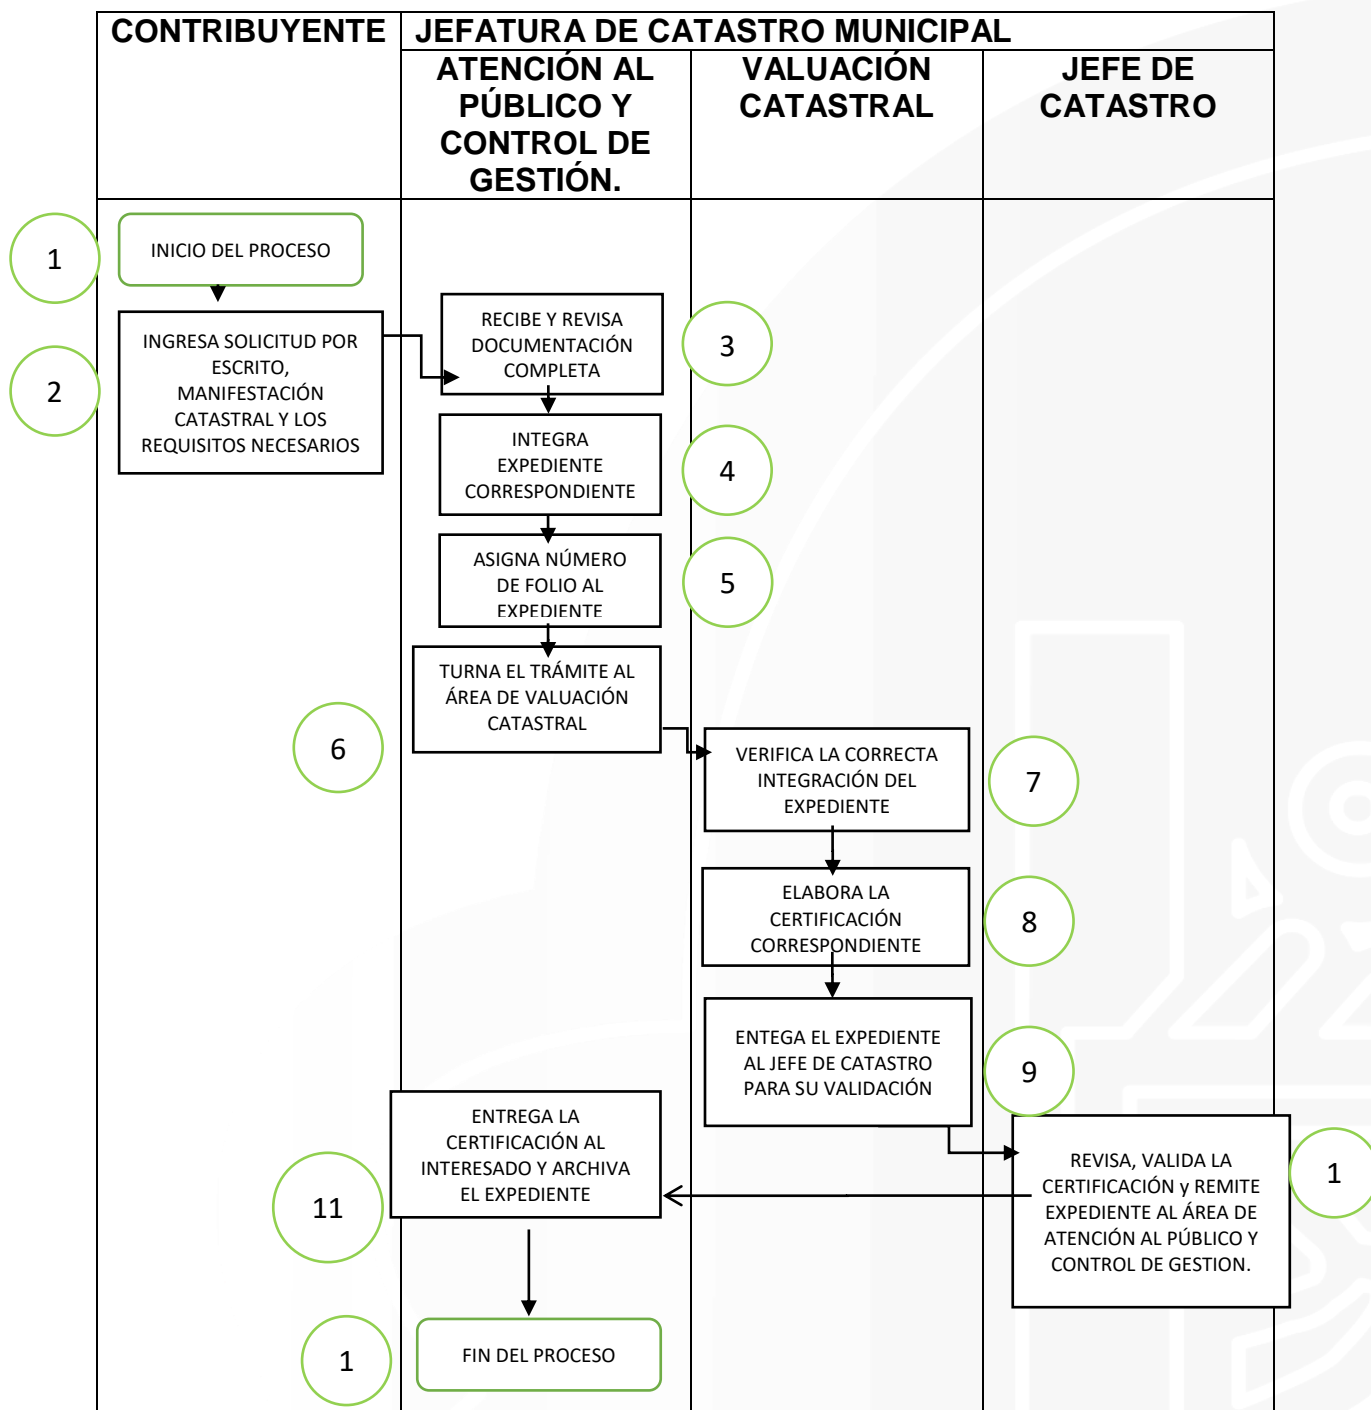 CONTRIBUYENTE
JEFATURA DE CATASTRO MUNICIPAL
ATENCIÓN AL
PÚBLICO Y
CONTROL DE
GESTIÓN.
VALUACIÓN
CATASTRAL
JEFE DE
CATASTRO
1
INICIO DEL PROCESO
2
INGRESA SOLICITUD POR
ESCRITO,
MANIFESTACIÓN
CATASTRAL Y LOS
REQUISITOS NECESARIOS
RECIBE Y REVISA
DOCUMENTACIÓN
COMPLETA
3
INTEGRA
EXPEDIENTE
CORRESPONDIENTE
4
ASIGNA NÚMERO
DE FOLIO AL
EXPEDIENTE
5
TURNA EL TRÁMITE AL
ÁREA DE VALUACIÓN
CATASTRAL
6
VERIFICA LA CORRECTA
INTEGRACIÓN DEL
EXPEDIENTE
7
ELABORA LA
CERTIFICACIÓN
CORRESPONDIENTE
8
ENTEGA EL EXPEDIENTE
AL JEFE DE CATASTRO
PARA SU VALIDACIÓN
9
REVISA, VALIDA LA
CERTIFICACIÓN y REMITE
EXPEDIENTE AL ÁREA DE
ATENCIÓN AL PÚBLICO Y
CONTROL DE GESTION.
1
ENTREGA LA
CERTIFICACIÓN AL
INTERESADO Y ARCHIVA
EL EXPEDIENTE
11
1
FIN DEL PROCESO